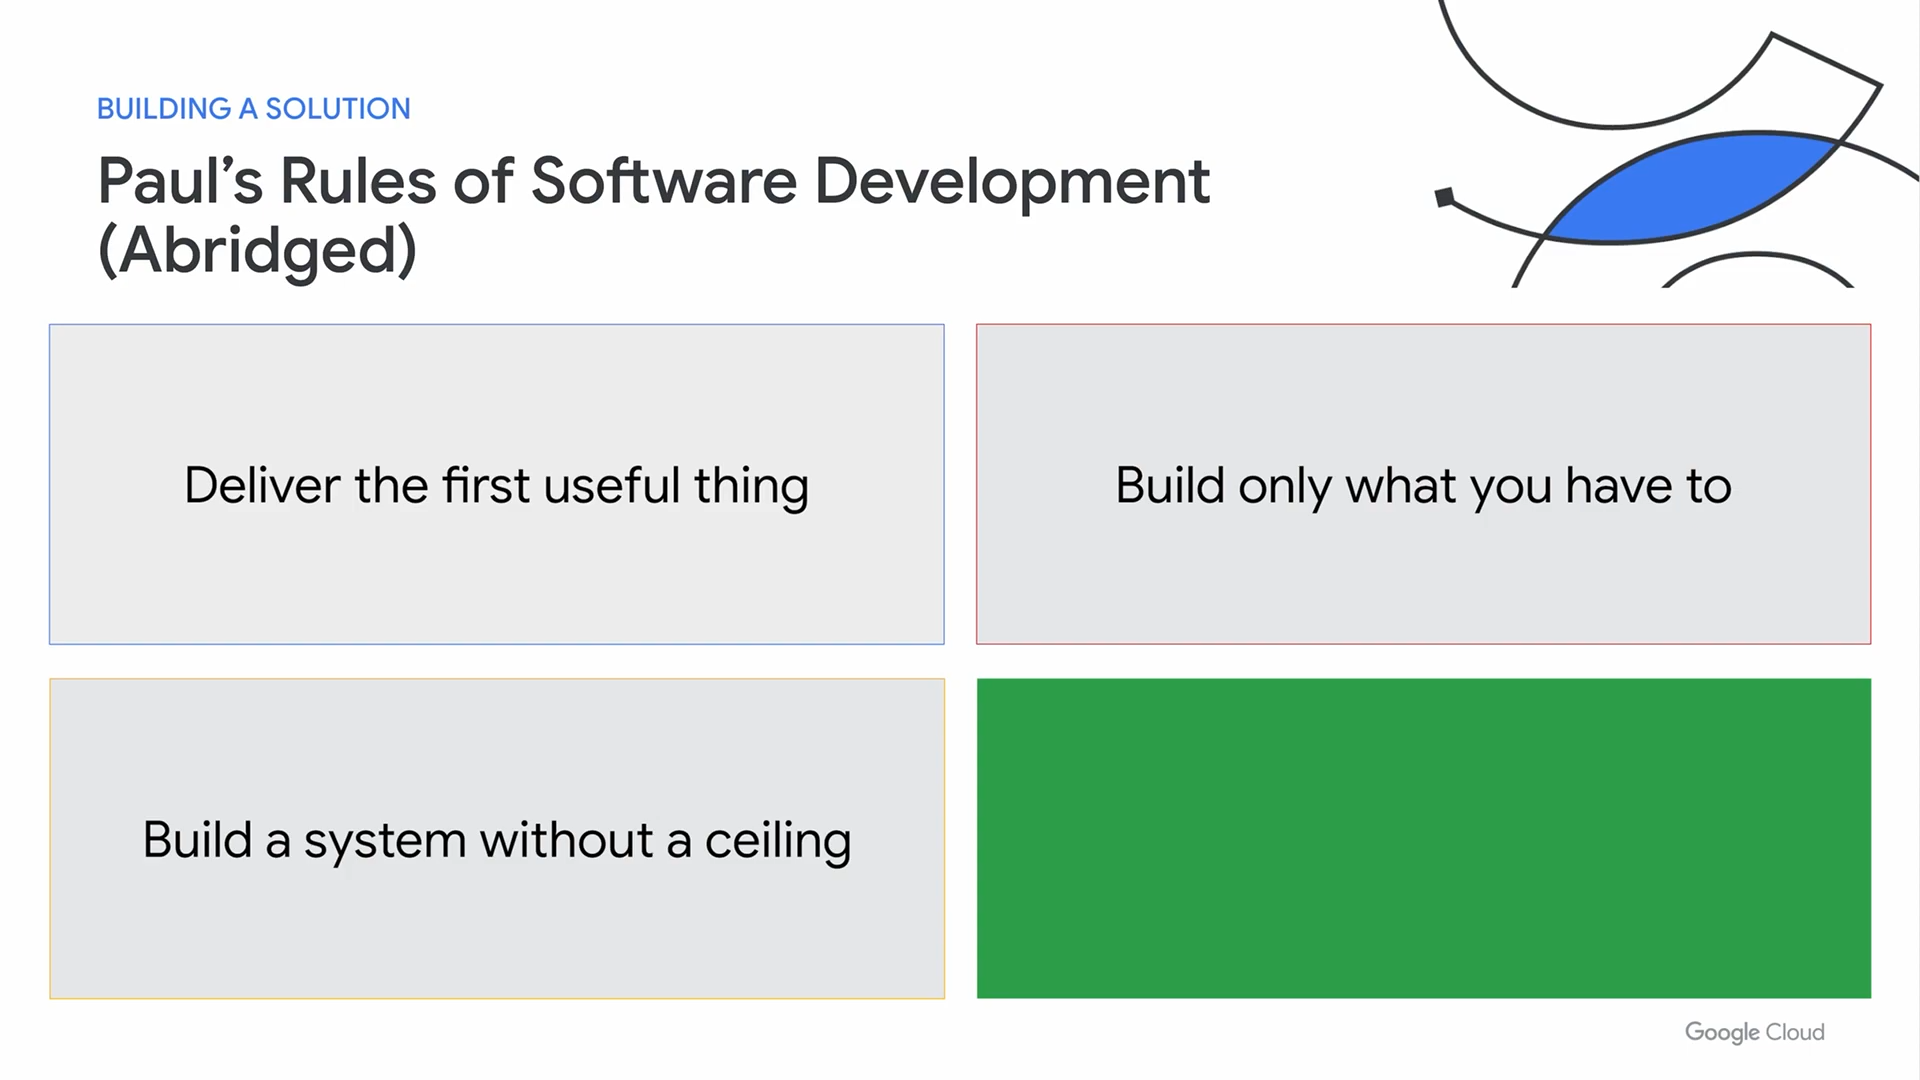 BUILDING A SOLUTION
Paul’s Rules of Software Development
(Abridged)
Deliver the first useful thing
Build only what you have to
Build a system without a ceiling
Google Cloud